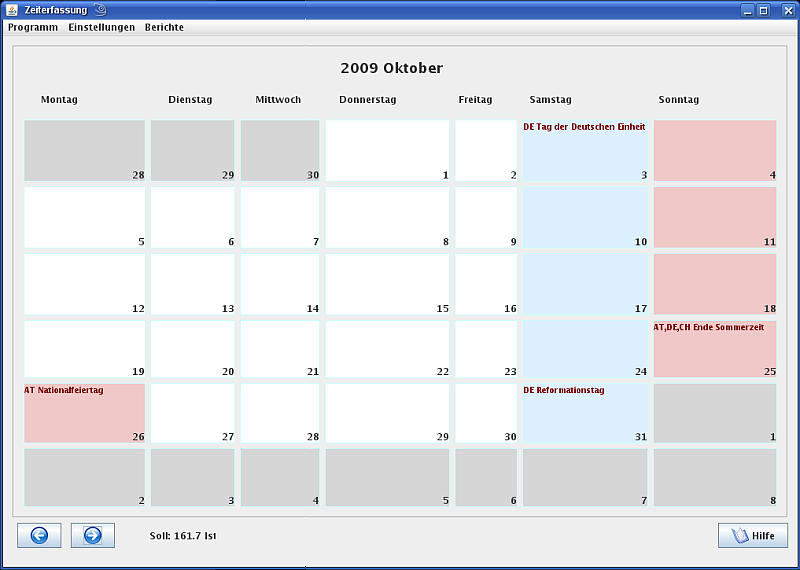 Zeiterfassung
Programm Einstellungen Berichte
2009 Oktober
Montag Dienstag Mittwoch Donnerstag Freitag Samstag Sonntag
DE Tag der Deutschen Einheit
28 29 30 1 2 3 4
5 6 7 8 9 10 11
12 13 14 15 16 17 18
AT,DE,CH Ende Sommerzeit
19 20 21 22 23 24 25
AT Nationalfeiertag DE Reformationstag
26 27 28 29 30 31 1
2 3 4 5 6 7 8
Soll: 161.7 Ist Hilfe